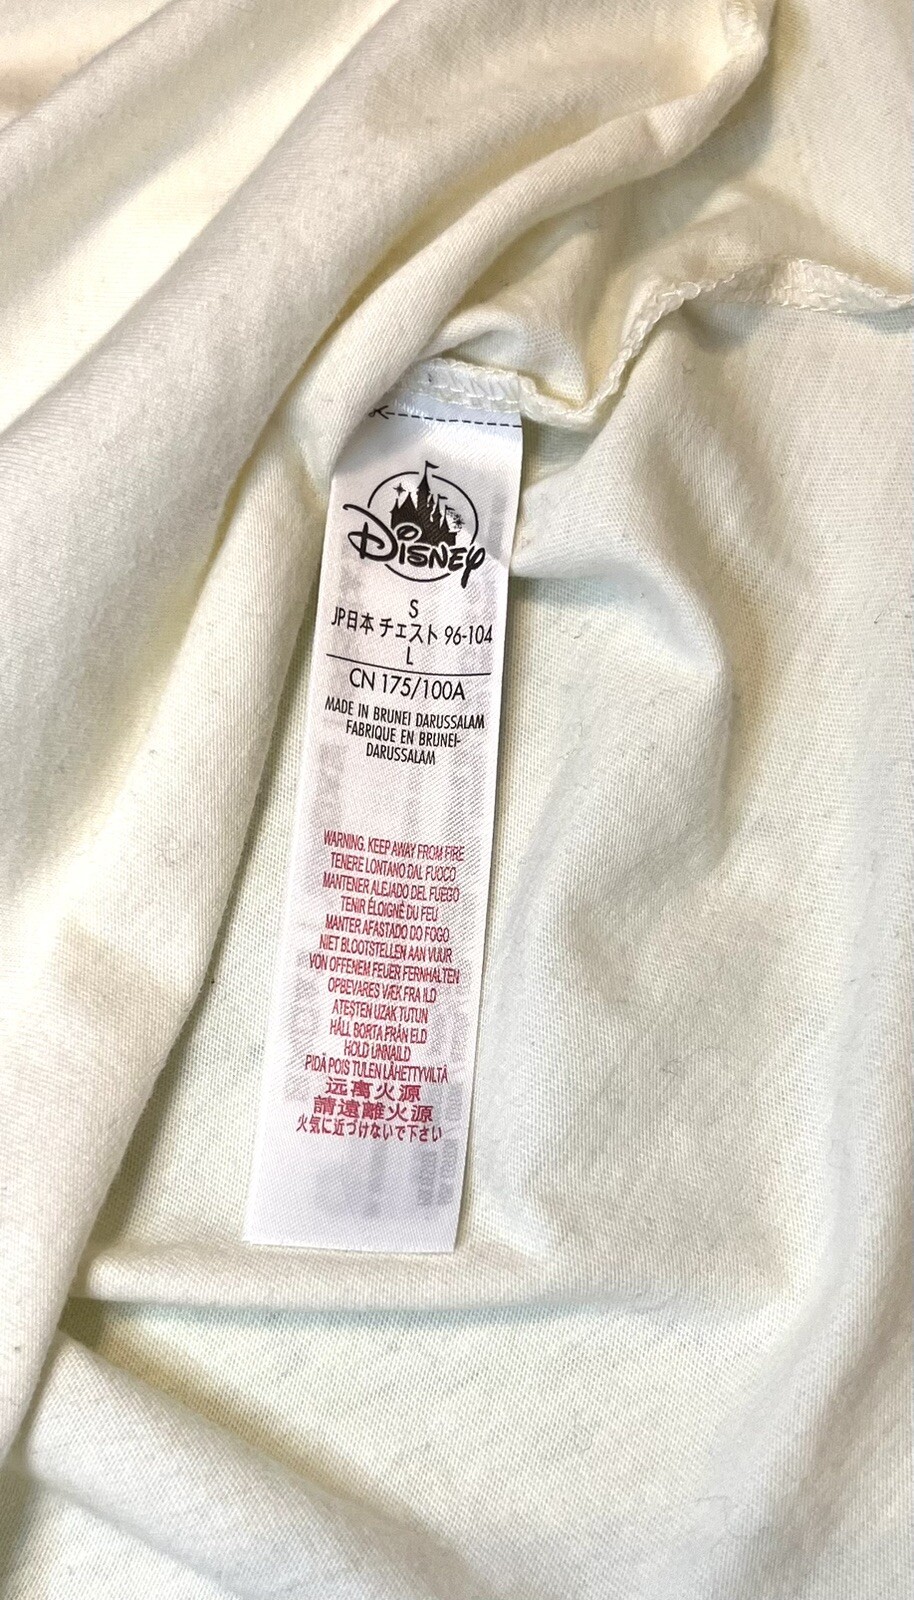 Disney
S
JP日本 チェスト 96-104
L
CN 175/100A
MADE IN BRUNEI DARUSSALAM
FABRIQUE EN BRUNEI-
DARUSSALAM
WARNING. KEEP AWAY FROM FIRE
TENERE LONTANO DAL FUOCO
MANTENER ALEJADO DEL FUEGO
TENIR ÉLOIGNÉ DU FEU
MANTER AFASTADO DO FOGO
NIET BLOOTSTELLEN AAN VUUR
VON OFFENEM FEUER FERNHALTEN
OPBEVARES VÆK FRA ILD
ATEŞTEN UZAK TUTUN
HÅLL BORTA FRÅN ELD
HOLD UNNA ILD
PIDÄ POIS TULEN LÄHETTYVILTÄ
远离火源
請遠離火源
火気に近づけないで下さい